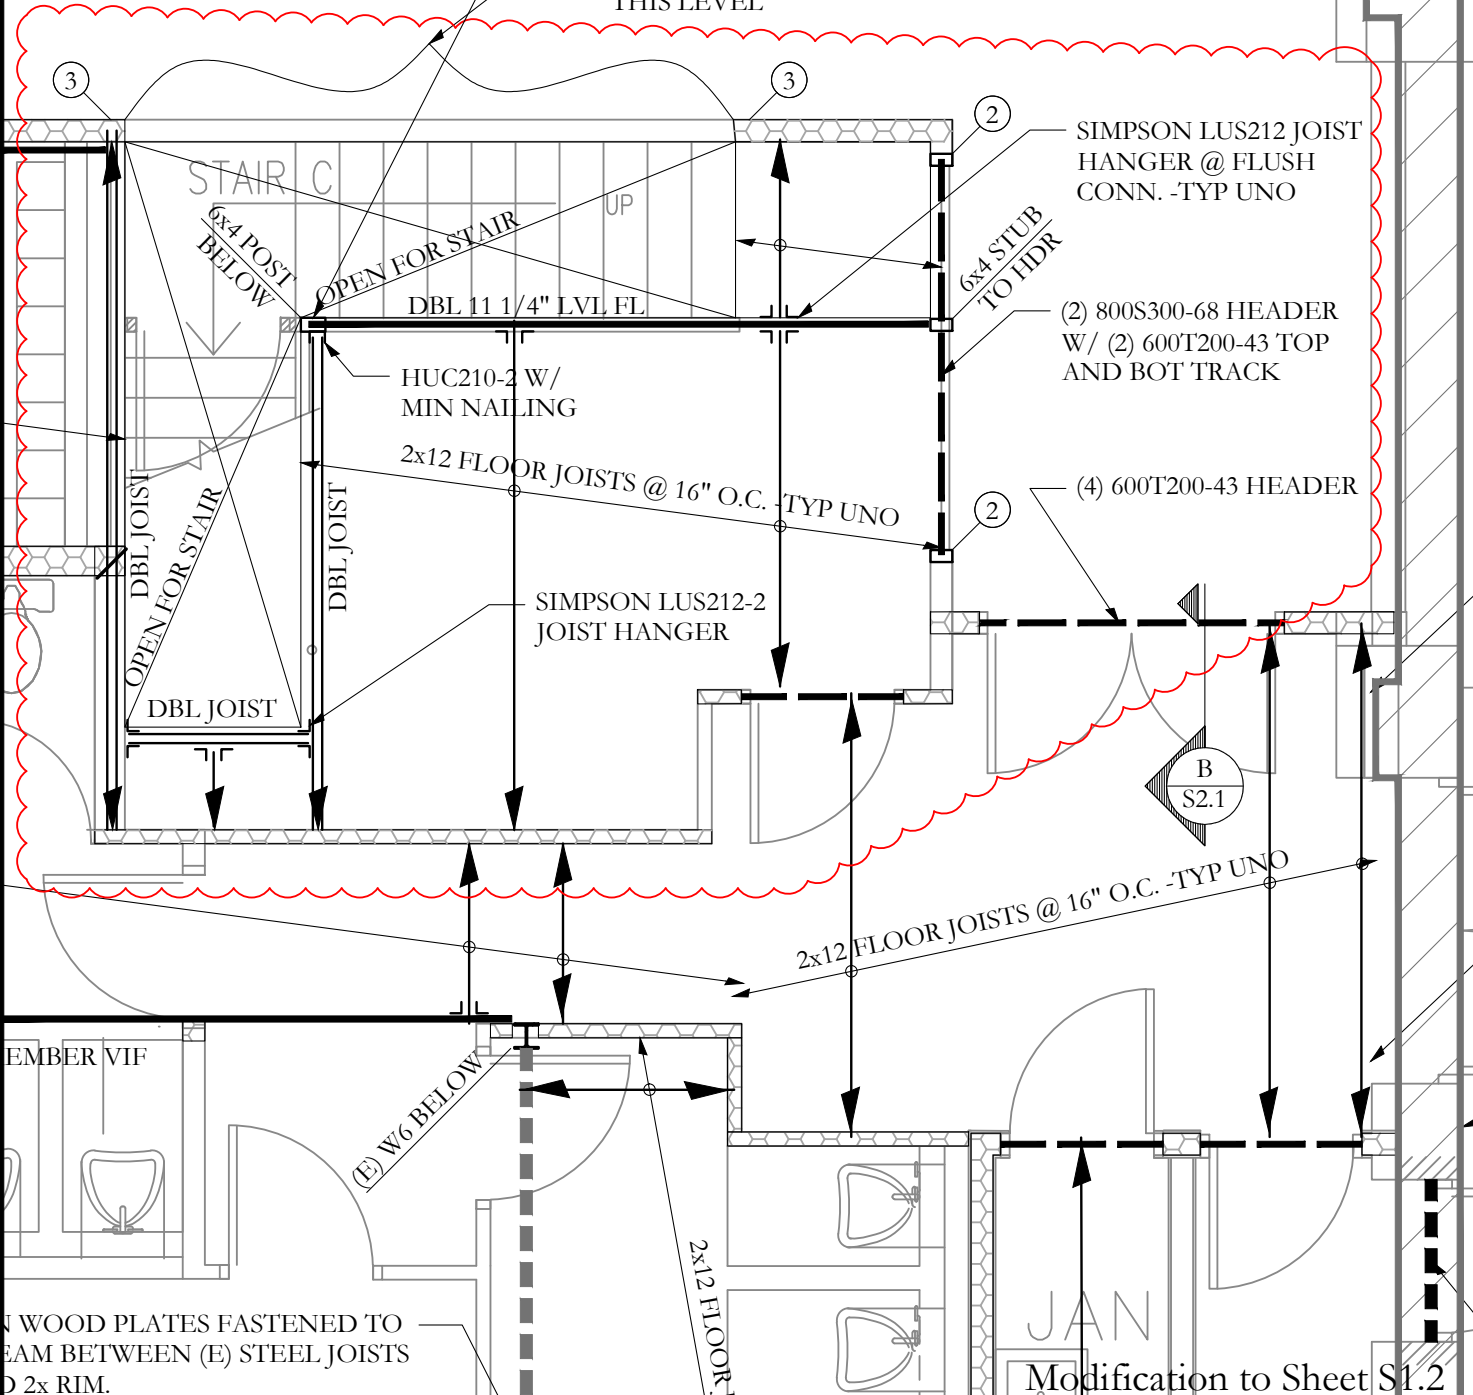 THIS LEVEL
3
3
2
SIMPSON LUS212 JOIST
HANGER @ FLUSH
CONN. -TYP UNO
STAIR C
UP
6x4 POST
BELOW
OPEN FOR STAIR
6x4 STUB
TO HDR
DBL 11 1/4" LVL FL
(2) 800S300-68 HEADER
W/ (2) 600T200-43 TOP
AND BOT TRACK
HUC210-2 W/
MIN NAILING
2x12 FLOOR JOISTS @ 16" O.C. -TYP UNO
(4) 600T200-43 HEADER
2
DBL JOIST
OPEN FOR STAIR
DBL JOIST
SIMPSON LUS212-2
JOIST HANGER
DBL JOIST
B
S2.1
2x12 FLOOR JOISTS @ 16" O.C. -TYP UNO
EMBER VIF
(E) W6 BELOW
2x12 FLOOR
JAN
WOOD PLATES FASTENED TO
EAM BETWEEN (E) STEEL JOISTS
2x RIM.
Modification to Sheet S1.2